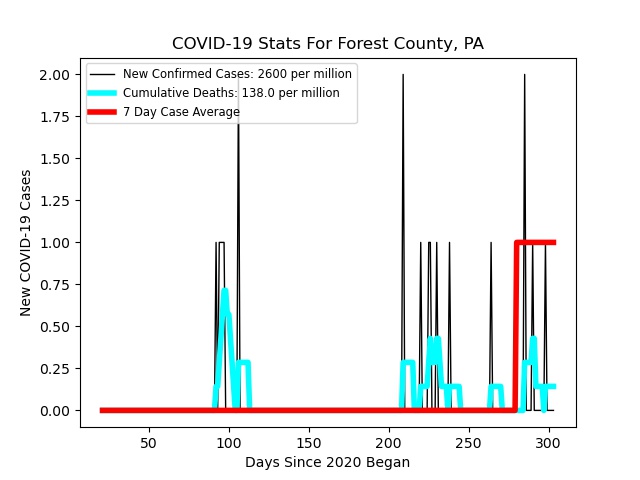 COVID-19 Stats For Forest County, PA
New Confirmed Cases: 2600 per million
Cumulative Deaths: 138.0 per million
7 Day Case Average
New COVID-19 Cases
2.00
1.75
1.50
1.25
1.00
0.75
0.50
0.25
0.00
50 100 150 200 250 300
Days Since 2020 Began